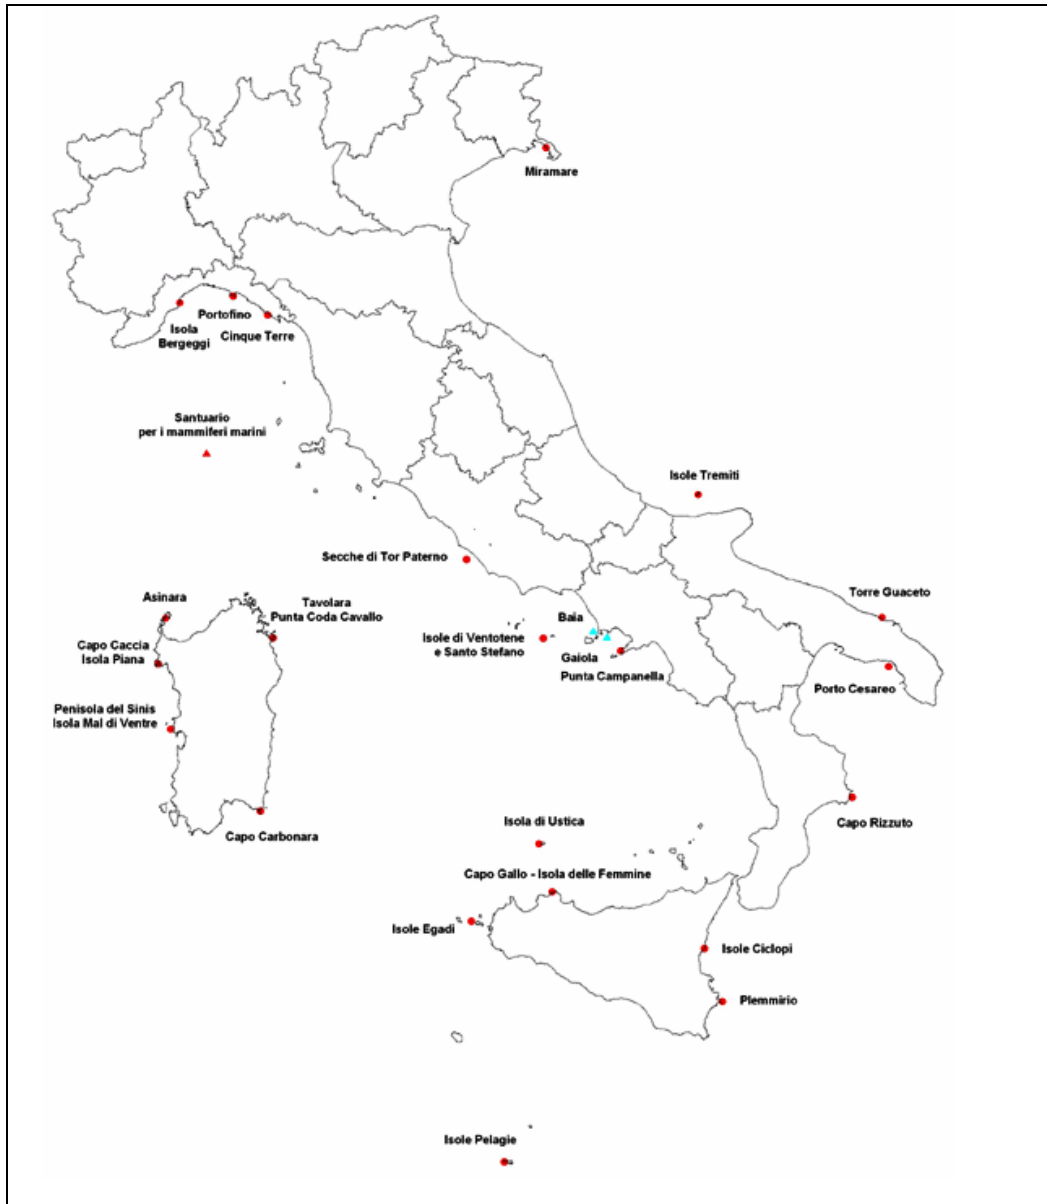 Miramare
Portofino
Isola
Bergeggi
Cinque Terre
Santuario
per i mammiferi marini
Isole Tremiti
Secche di Tor Paterno
Asinara
Tavolara
Punta Coda Cavallo
Baia
Torre Guaceto
Isole di Ventotene
e Santo Stefano
Capo Caccia
Isola Piana
Gaiola
Punta Campanella
Porto Cesareo
Penisola del Sinis
Isola Mal di Ventre
Capo Carbonara
Isola di Ustica
Capo Rizzuto
Capo Gallo - Isola delle Femmine
Isole Egadi
Isole Ciclopi
Plemmirio
Isole Pelagie